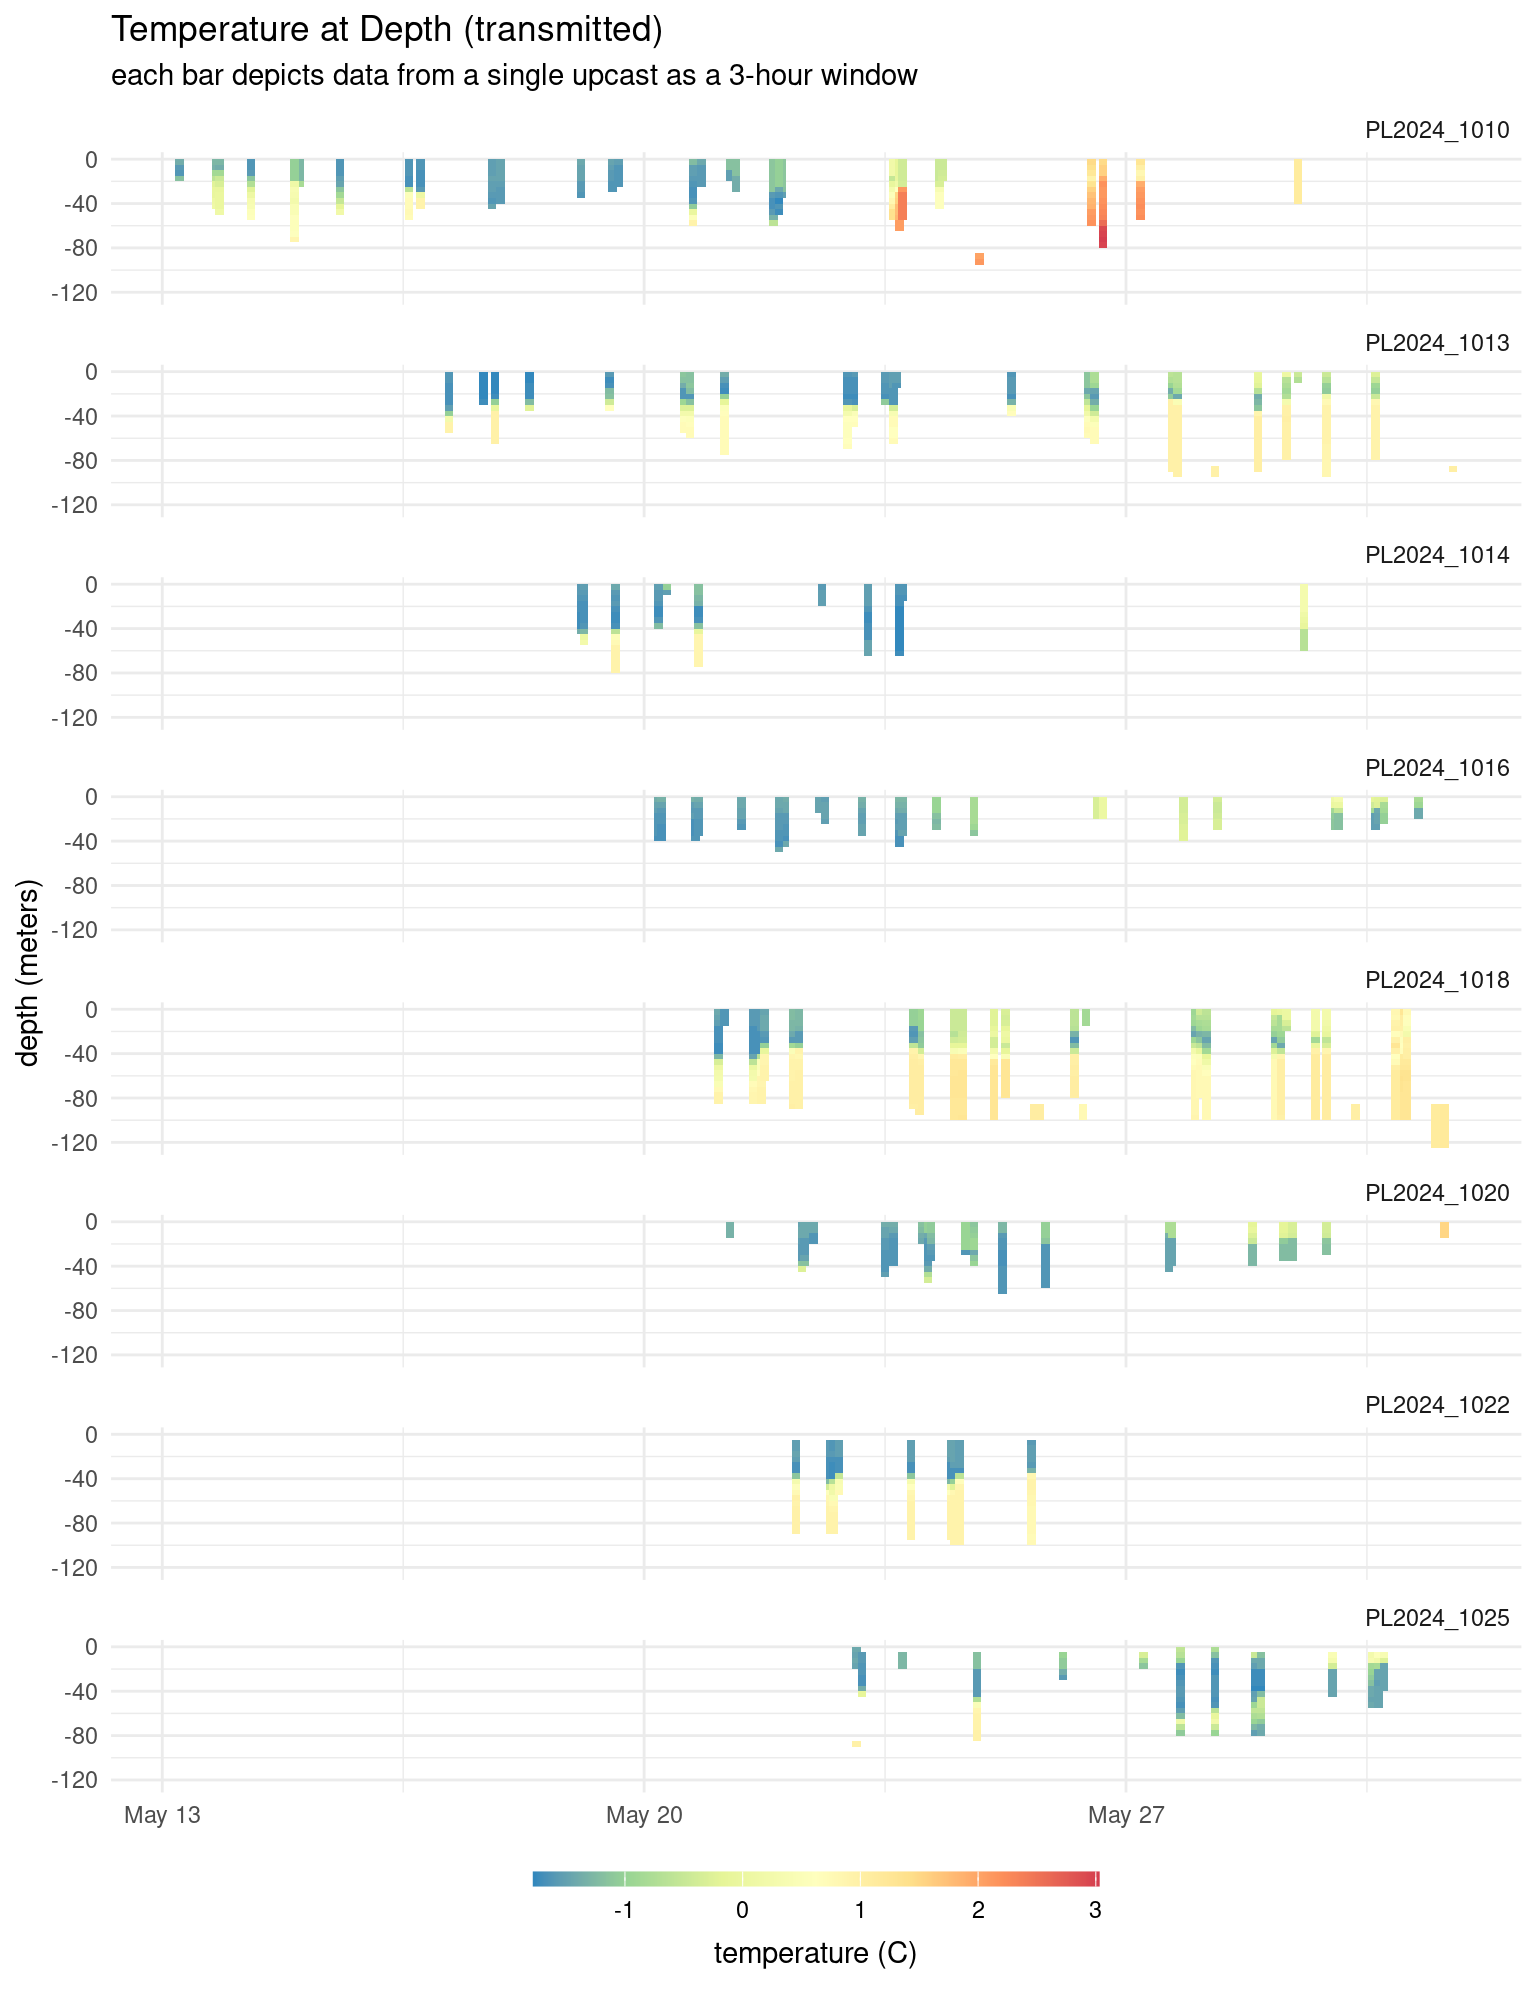 Temperature at Depth (transmitted)
each bar depicts data from a single upcast as a 3-hour window
PL2024_1010
0
-40
-80
-120
PL2024_1013
0
-40
-80
-120
PL2024_1014
0
-40
-80
-120
PL2024_1016
0
-40
-80
-120
depth (meters)
PL2024_1018
0
-40
-80
-120
PL2024_1020
0
-40
-80
-120
PL2024_1022
0
-40
-80
-120
PL2024_1025
0
-40
-80
-120
May 13 May 20 May 27
-1 0 1 2 3
temperature (C)